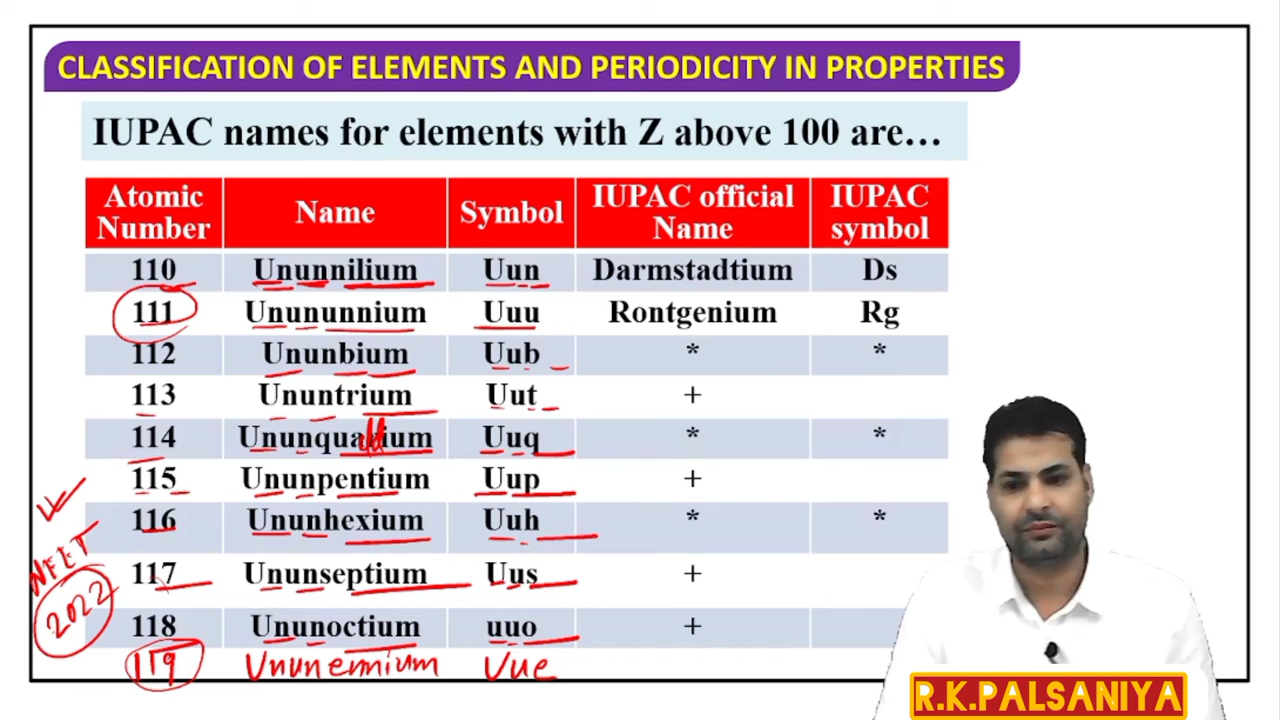 CLASSIFICATION OF ELEMENTS AND PERIODICITY IN PROPERTIES
IUPAC names for elements with Z above 100 are…
Atomic Number Name Symbol IUPAC official Name IUPAC symbol
110 Ununnilium Uun Darmstadtium Ds
111 Unununnium Uuu Rontgenium Rg
112 Ununbium Uub * *
113 Ununtrium Uut +
114 Ununquadium Uuq * *
115 Ununpentium Uup +
116 Ununhexium Uuh * *
117 Ununseptium Uus +
118 Ununoctium uuo +
119 Ununennium Uue
NEET
2022
R.K.PALSANIYA